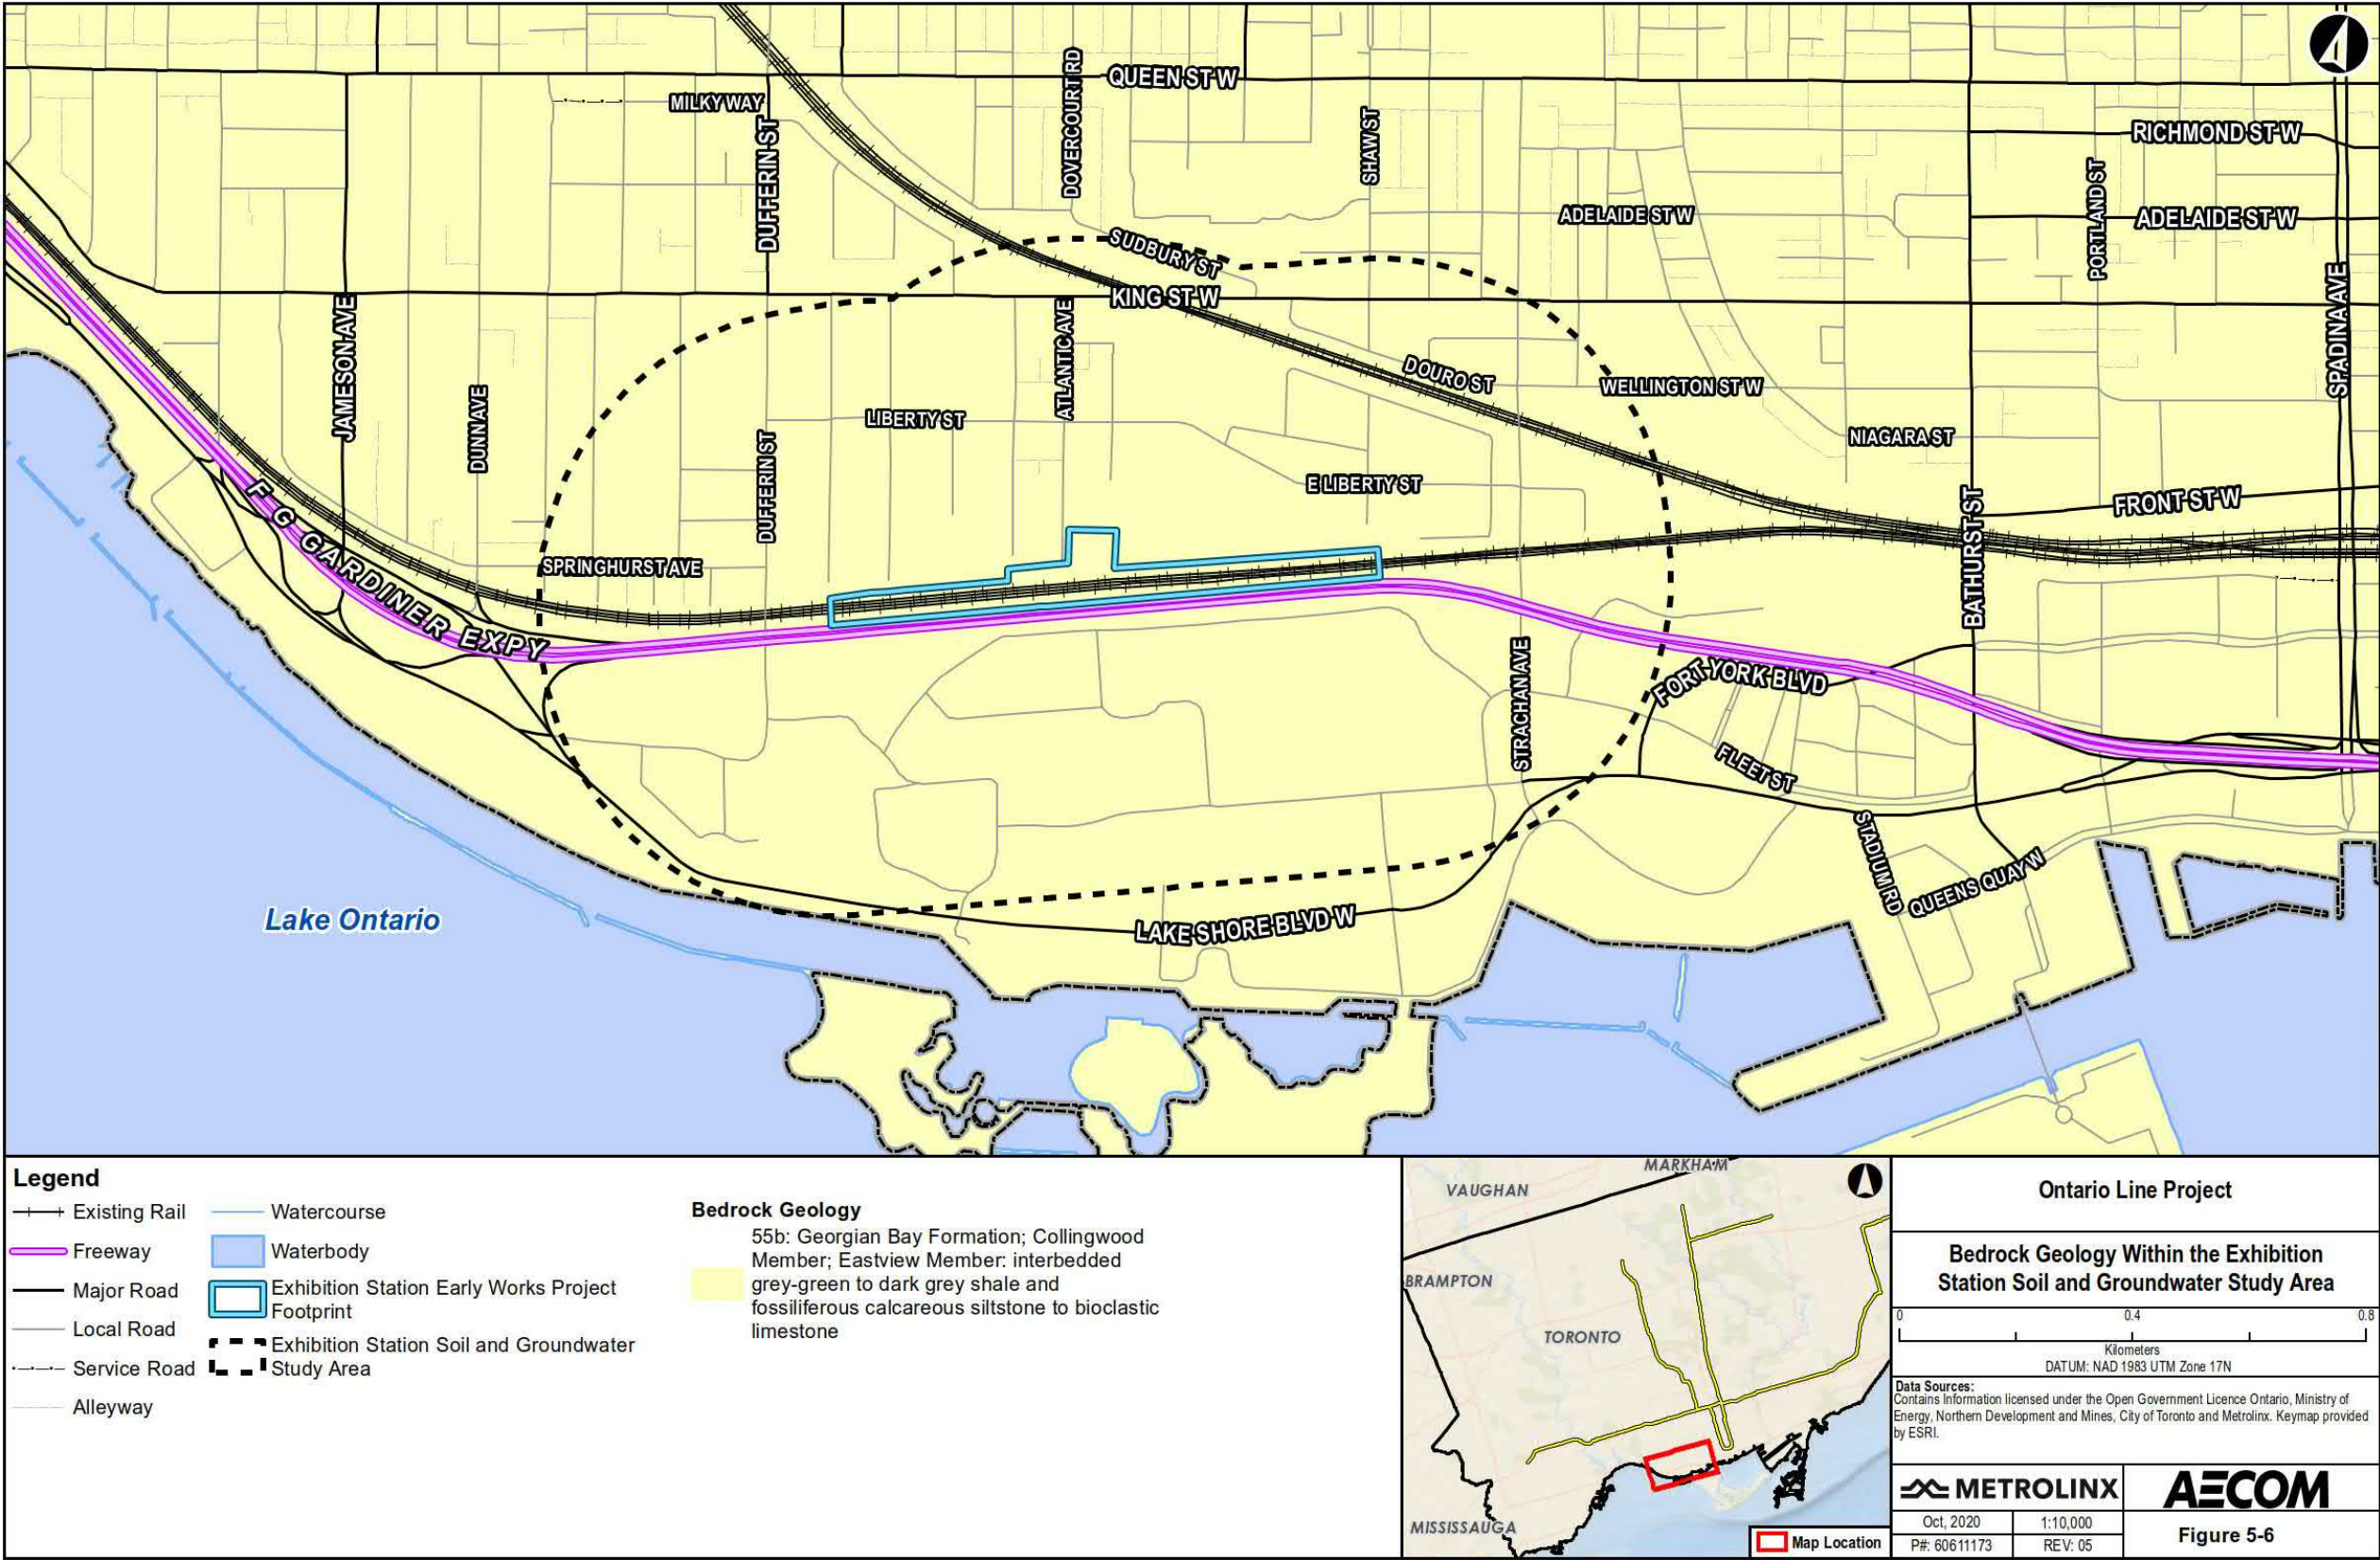 QUEEN ST W
MILKY WAY
DUFFERIN ST
DOVERCOURT RD
SHAW ST
RICHMOND ST W
PORTLAND ST
ADELAIDE ST W
ADELAIDE ST W
SPADINA AVE
SUDBURY ST
KING ST W
JAMESON AVE
DUNN AVE
ATLANTIC AVE
LIBERTY ST
DOURO ST
WELLINGTON ST W
NIAGARA ST
DUFFERIN ST
E LIBERTY ST
FRONT ST W
BATHURST ST
SPRINGHURST AVE
F G GARDINER EXPY
STRACHAN AVE
FORT YORK BLVD
FLEET ST
STADIUM RD
QUEENS QUAY W
LAKE SHORE BLVD W
Lake Ontario
Legend
Existing Rail
Freeway
Major Road
Local Road
Service Road
Alleyway
Watercourse
Waterbody
Exhibition Station Early Works Project
Footprint
Exhibition Station Soil and Groundwater
Study Area
Bedrock Geology
55b: Georgian Bay Formation; Collingwood
Member; Eastview Member: interbedded
grey-green to dark grey shale and
fossiliferous calcareous siltstone to bioclastic
limestone
MARKHAM
VAUGHAN
BRAMPTON
TORONTO
MISSISSAUGA
Map Location
Ontario Line Project
Bedrock Geology Within the Exhibition
Station Soil and Groundwater Study Area
0 0.4 0.8
Kilometers
DATUM: NAD 1983 UTM Zone 17N
Data Sources:
Contains Information licensed under the Open Government Licence Ontario, Ministry of
Energy, Northern Development and Mines, City of Toronto and Metrolinx. Keymap provided
by ESRI.
METROLINX
AECOM
Oct, 2020 1:10,000
P#: 60611173 REV: 05
Figure 5-6